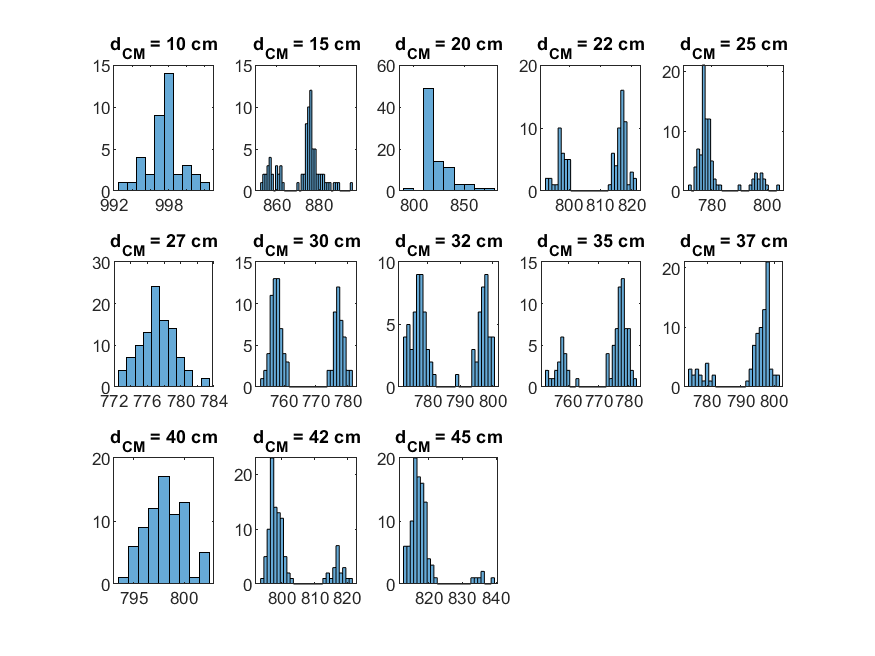 d_CM = 10 cm
15
10
5
0
992 998
d_CM = 15 cm
15
10
5
0
860 880
d_CM = 20 cm
60
40
20
0
800 850
d_CM = 22 cm
20
10
0
800 810 820
d_CM = 25 cm
20
10
0
780 800
d_CM = 27 cm
30
20
10
0
772 776 780 784
d_CM = 30 cm
15
10
5
0
760 770 780
d_CM = 32 cm
10
5
0
780 790 800
d_CM = 35 cm
15
10
5
0
760 770 780
d_CM = 37 cm
20
10
0
780 790 800
d_CM = 40 cm
20
10
0
795 800
d_CM = 42 cm
20
10
0
800 810 820
d_CM = 45 cm
20
10
0
820 830 840